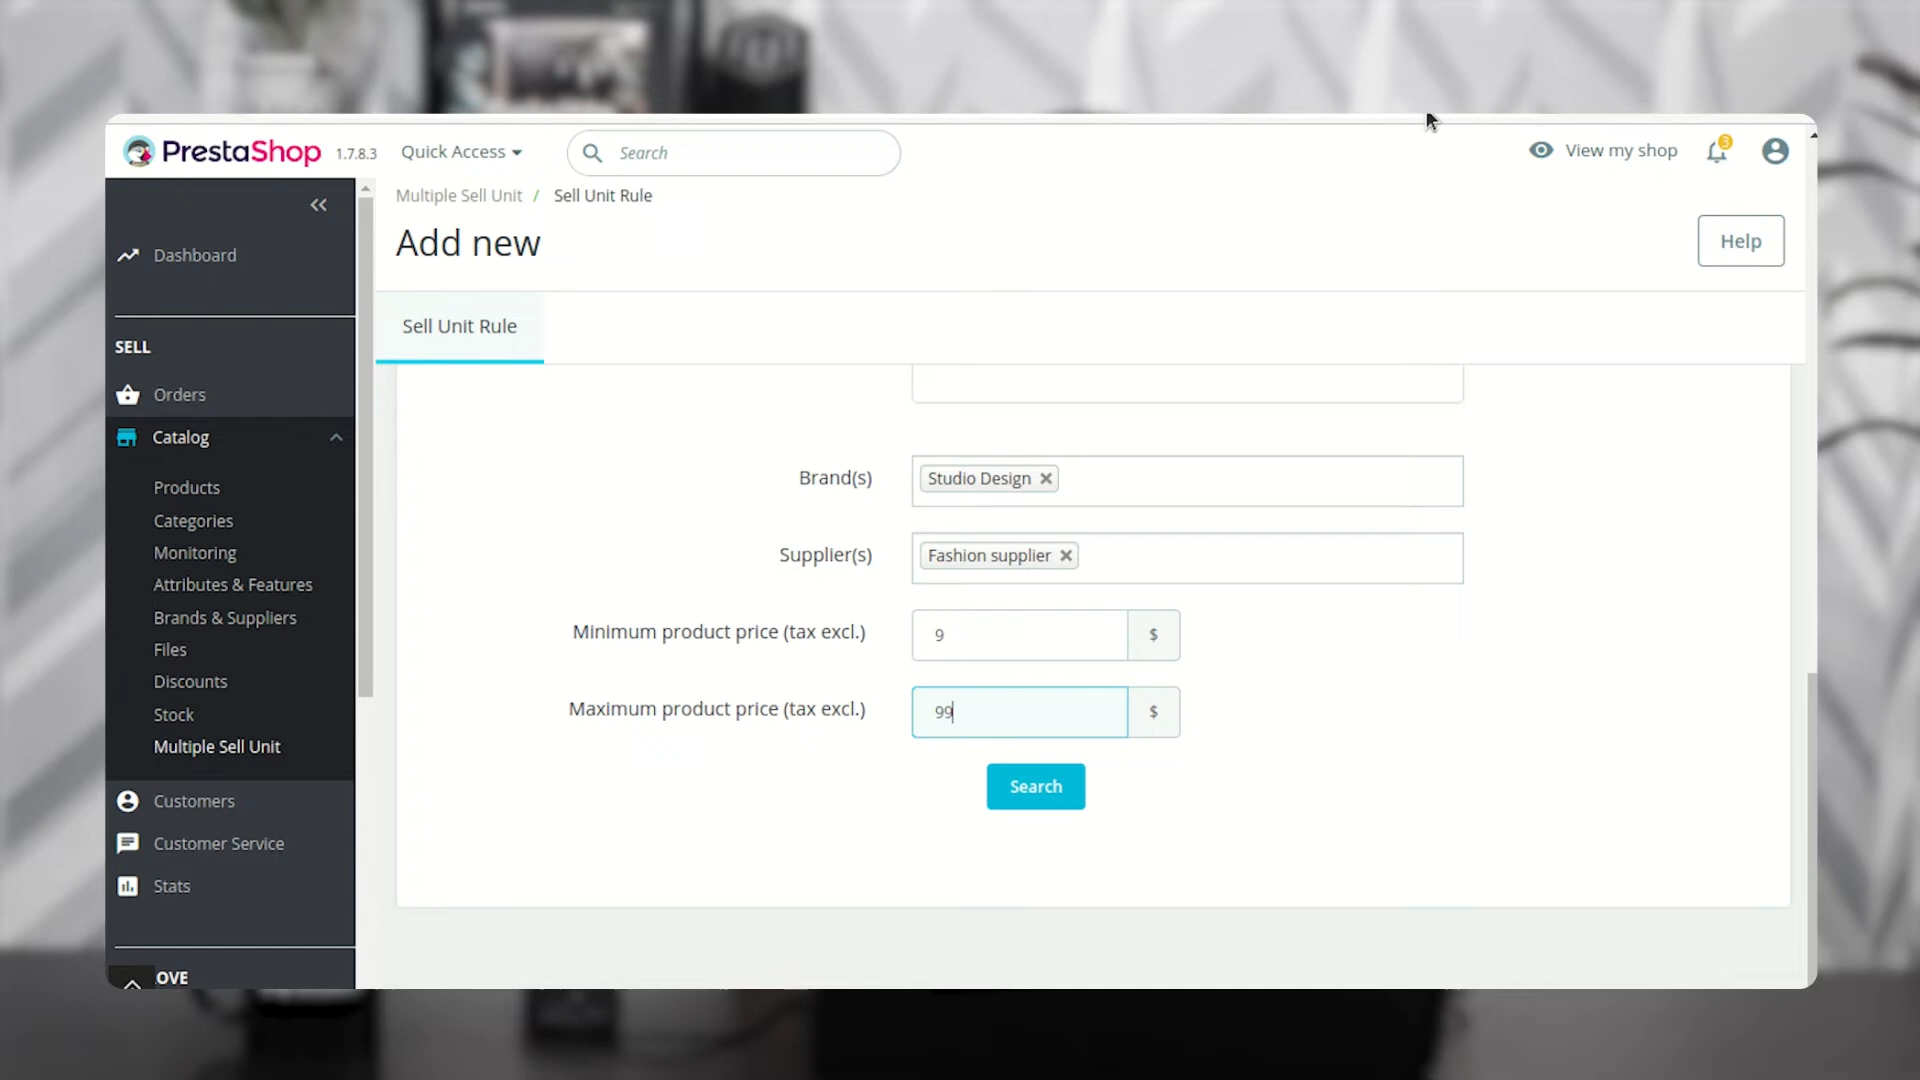 PrestaShop 1.7.8.3 Quick Access Search View my shop 3
Multiple Sell Unit / Sell Unit Rule
Add new
Help
Sell Unit Rule
Dashboard
SELL
Orders
Catalog
Products
Categories
Monitoring
Attributes & Features
Brands & Suppliers
Files
Discounts
Stock
Multiple Sell Unit
Customers
Customer Service
Stats
OVE
Brand(s) Studio Design
Supplier(s) Fashion supplier
Minimum product price (tax excl.) 9 $
Maximum product price (tax excl.) 99 $
Search